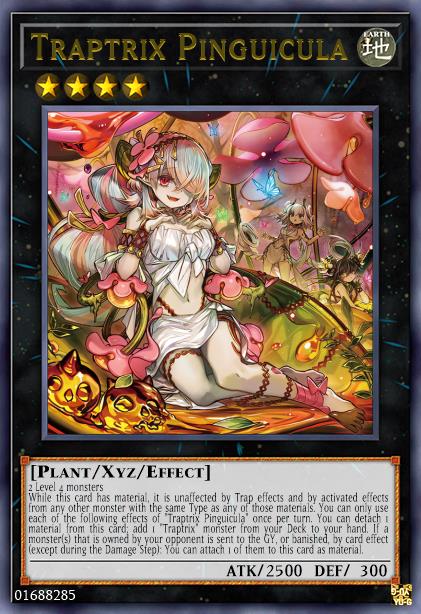 TRAPTRIX PINGUICULA
EARTH
地
[PLANT/XYZ/EFFECT]
2 Level 4 monsters
While this card has material, it is unaffected by Trap effects and by activated effects
from any other monster with the same Type as any of those materials. You can only use
each of the following effects of "Traptrix Pinguicula" once per turn. You can detach 1
material from this card; add 1 "Traptrix" monster from your Deck to your hand. If a
monster(s) that is owned by your opponent is sent to the GY, or banished, by card effect
(except during the Damage Step): You can attach 1 of them to this card as material.
ATK/2500 DEF/ 300
01688285